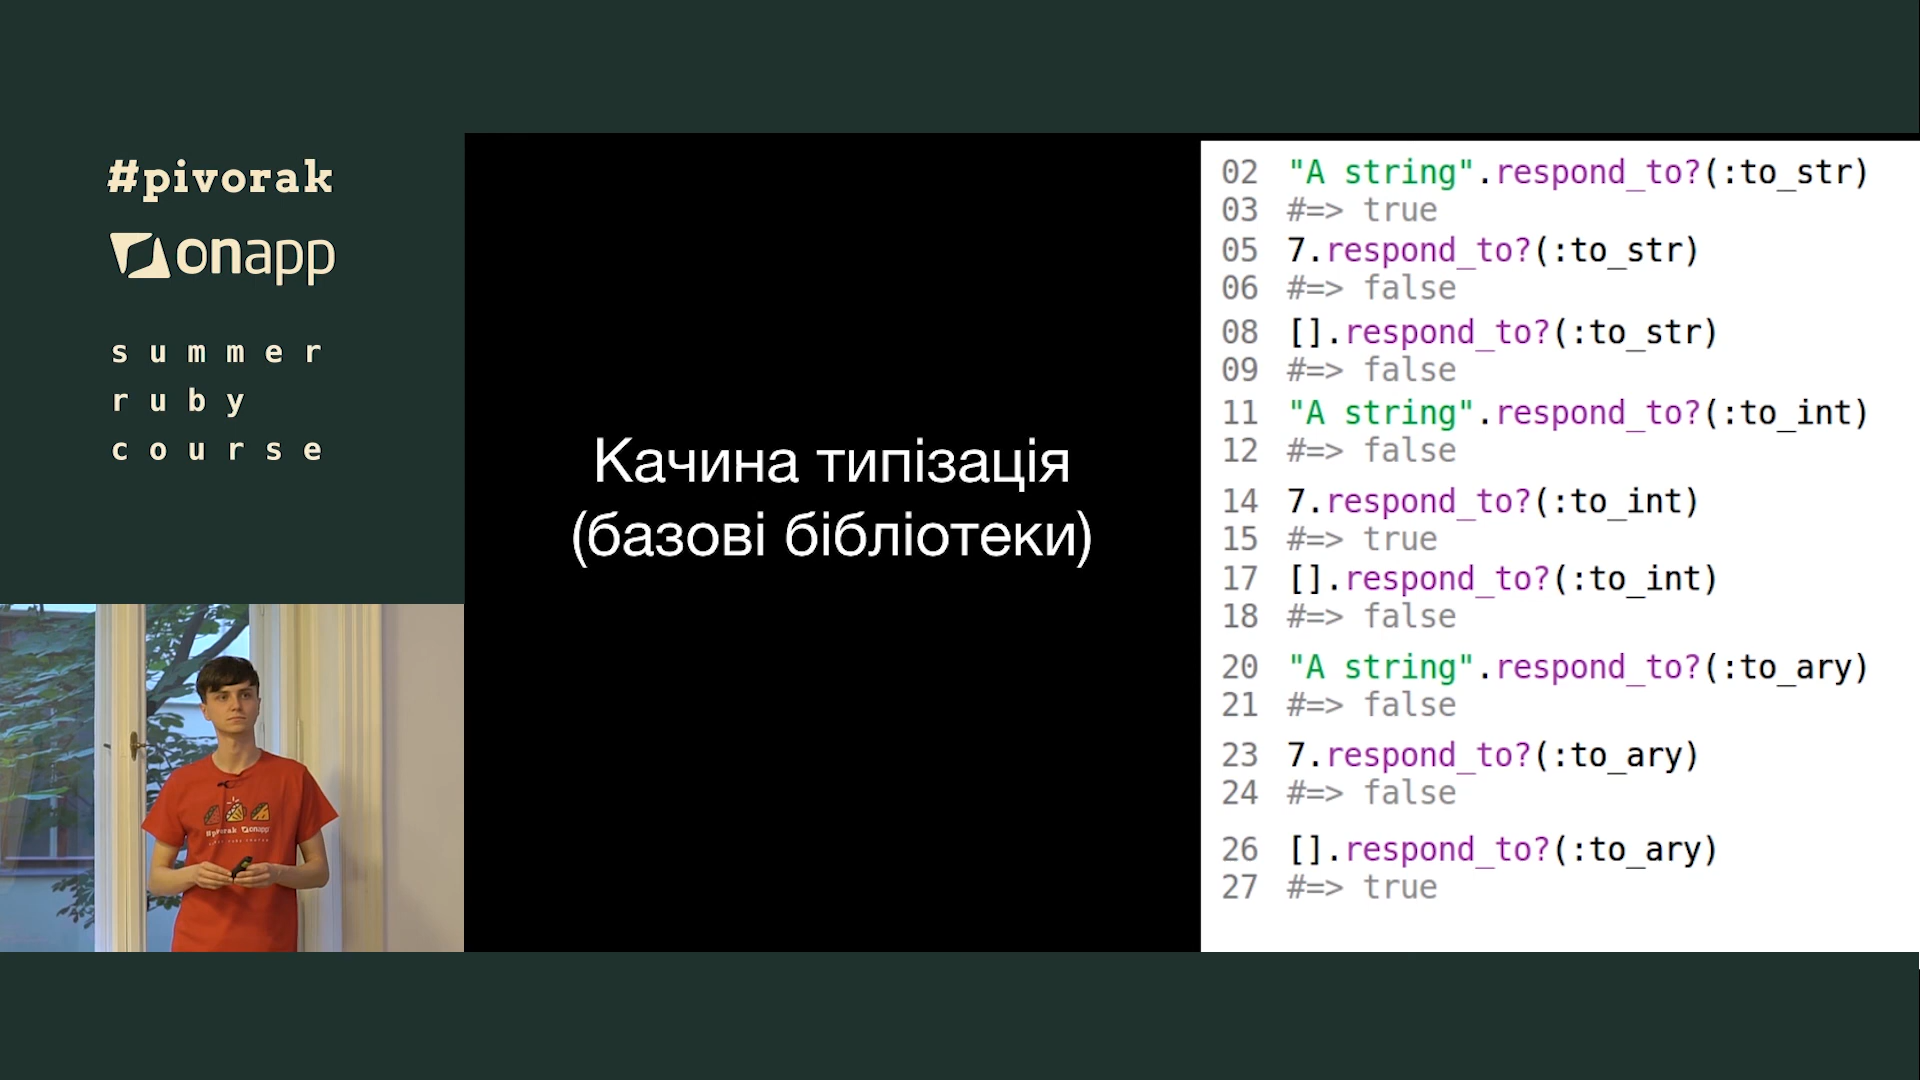 #pivorak
onapp
summer
ruby
course
Качина типізація
(базові бібліотеки)
02 "A string".respond_to?(:to_str)
03 #=> true
05 7.respond_to?(:to_str)
06 #=> false
08 [].respond_to?(:to_str)
09 #=> false
11 "A string".respond_to?(:to_int)
12 #=> false
14 7.respond_to?(:to_int)
15 #=> true
17 [].respond_to?(:to_int)
18 #=> false
20 "A string".respond_to?(:to_ary)
21 #=> false
23 7.respond_to?(:to_ary)
24 #=> false
26 [].respond_to?(:to_ary)
27 #=> true
#pivorak onapp